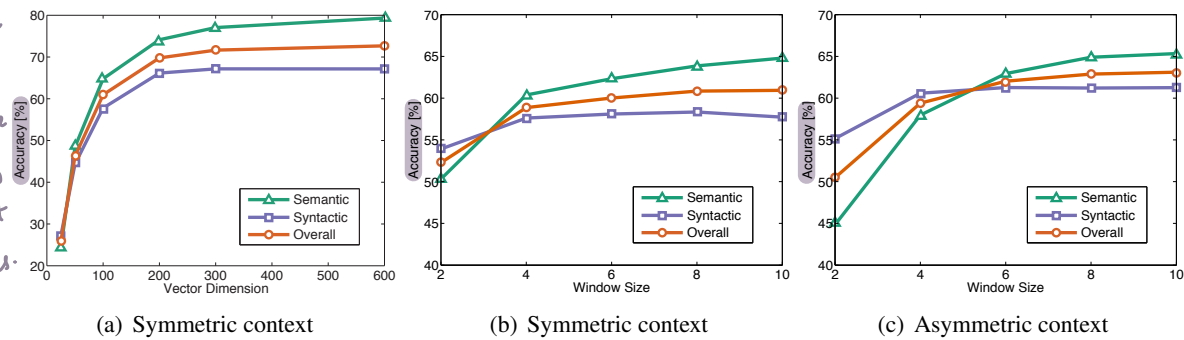 80
70
60
50
40
30
20
0 100 200 300 400 500 600
Accuracy [%]
Vector Dimension
Semantic
Syntactic
Overall
(a) Symmetric context
70
65
60
55
50
45
40
2 4 6 8 10
Accuracy [%]
Window Size
Semantic
Syntactic
Overall
(b) Symmetric context
70
65
60
55
50
45
40
2 4 6 8 10
Accuracy [%]
Window Size
Semantic
Syntactic
Overall
(c) Asymmetric context